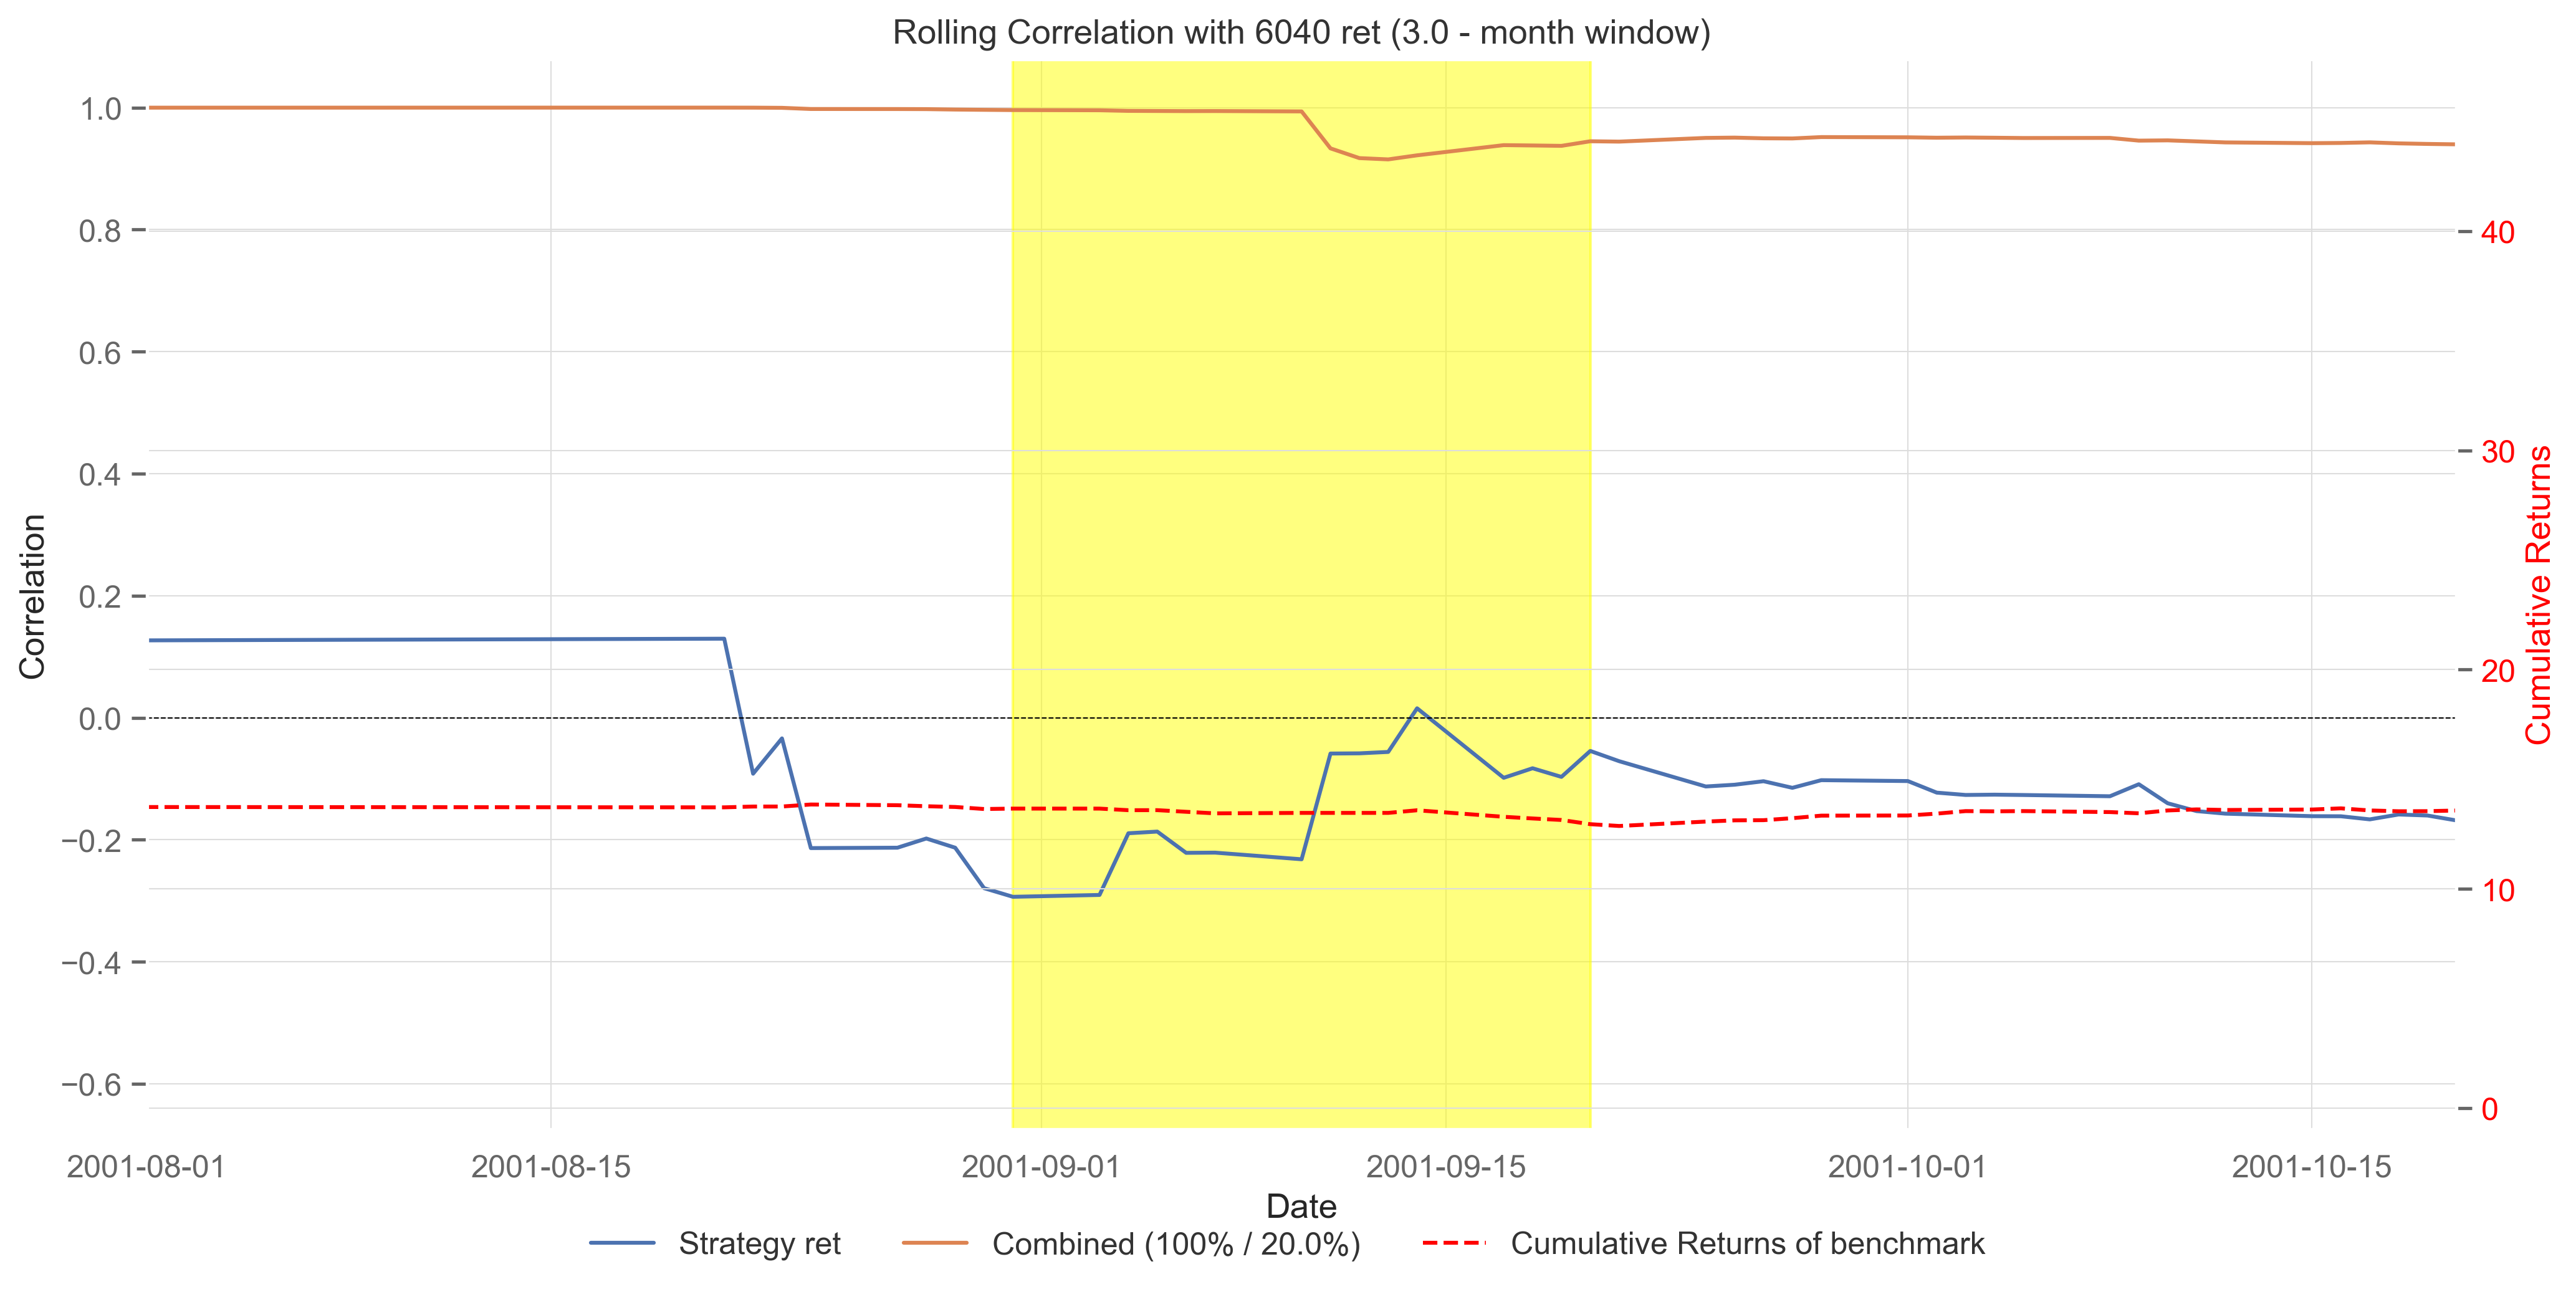 Rolling Correlation with 6040 ret (3.0 - month window)
1.0
0.8
0.6
0.4
0.2
0.0
−0.2
−0.4
−0.6
Correlation
40
30
20
10
0
Cumulative Returns
2001-08-01 2001-08-15 2001-09-01 2001-09-15 2001-10-01 2001-10-15
Date
Strategy ret Combined (100% / 20.0%) Cumulative Returns of benchmark